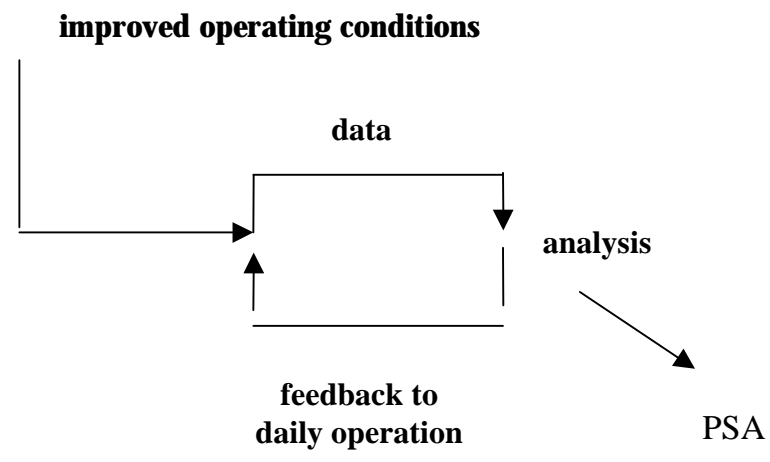 improved operating conditions
data
analysis
feedback to
daily operation
PSA